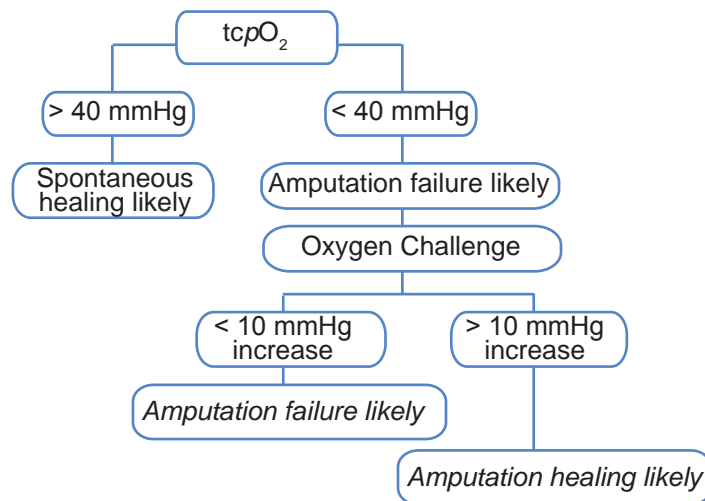 tcpO₂
> 40 mmHg
< 40 mmHg
Spontaneous
healing likely
Amputation failure likely
Oxygen Challenge
< 10 mmHg
increase
> 10 mmHg
increase
Amputation failure likely
Amputation healing likely